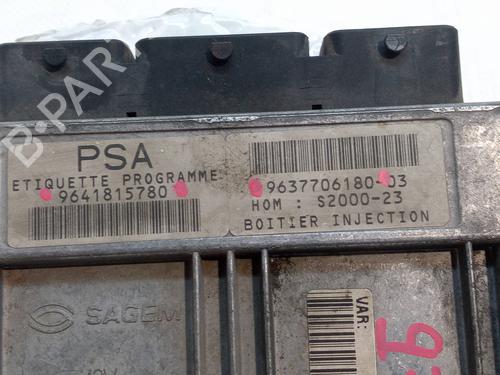 B-PARTS
PSA
ETIQUETTE PROGRAMME
9641815780
9637706180-03
HOM : S2000-23
BOITIER INJECTION
SAGEM
VAR: